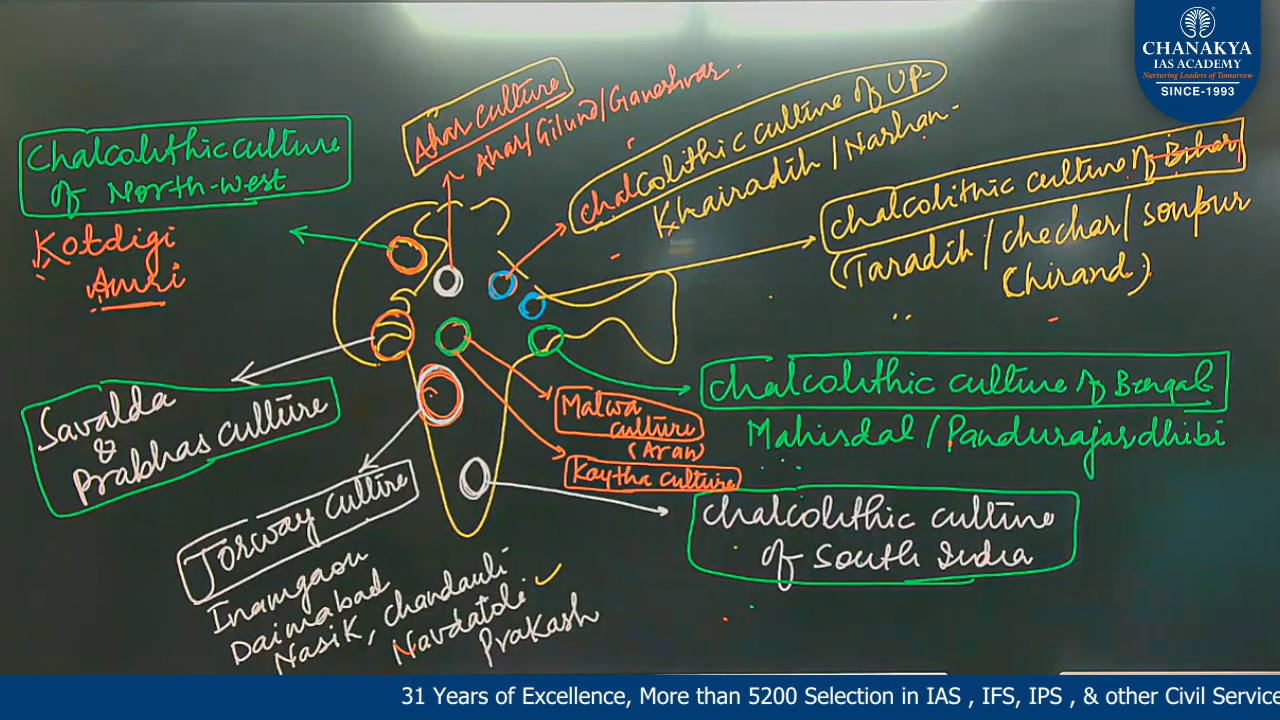 CHANAKYA
IAS ACADEMY
Nurturing Leaders of Tomorrow
SINCE-1993
Ahar culture
Ahar/Gilund/Ganeshvar
Chalcolithic culture of UP
Khairadih / Narhan
Chalcolithic culture
of North-west
Kotdigi
Amri
Chalcolithic culture of Bihar
(Taradih / chechar / sonpur
Chirand)
Savalda
&
Prabhas culture
Malwa
culture
(Aran)
Kaytha culture
Chalcolithic culture of Bengal
Mahisdal / Pandurajardhibi
Jorway culture
Inamgaon
Daimabad
Nasik, chandauli
Navdatoli
Prakash
Chalcolithic culture
of South India
31 Years of Excellence, More than 5200 Selection in IAS , IFS, IPS , & other Civil Service